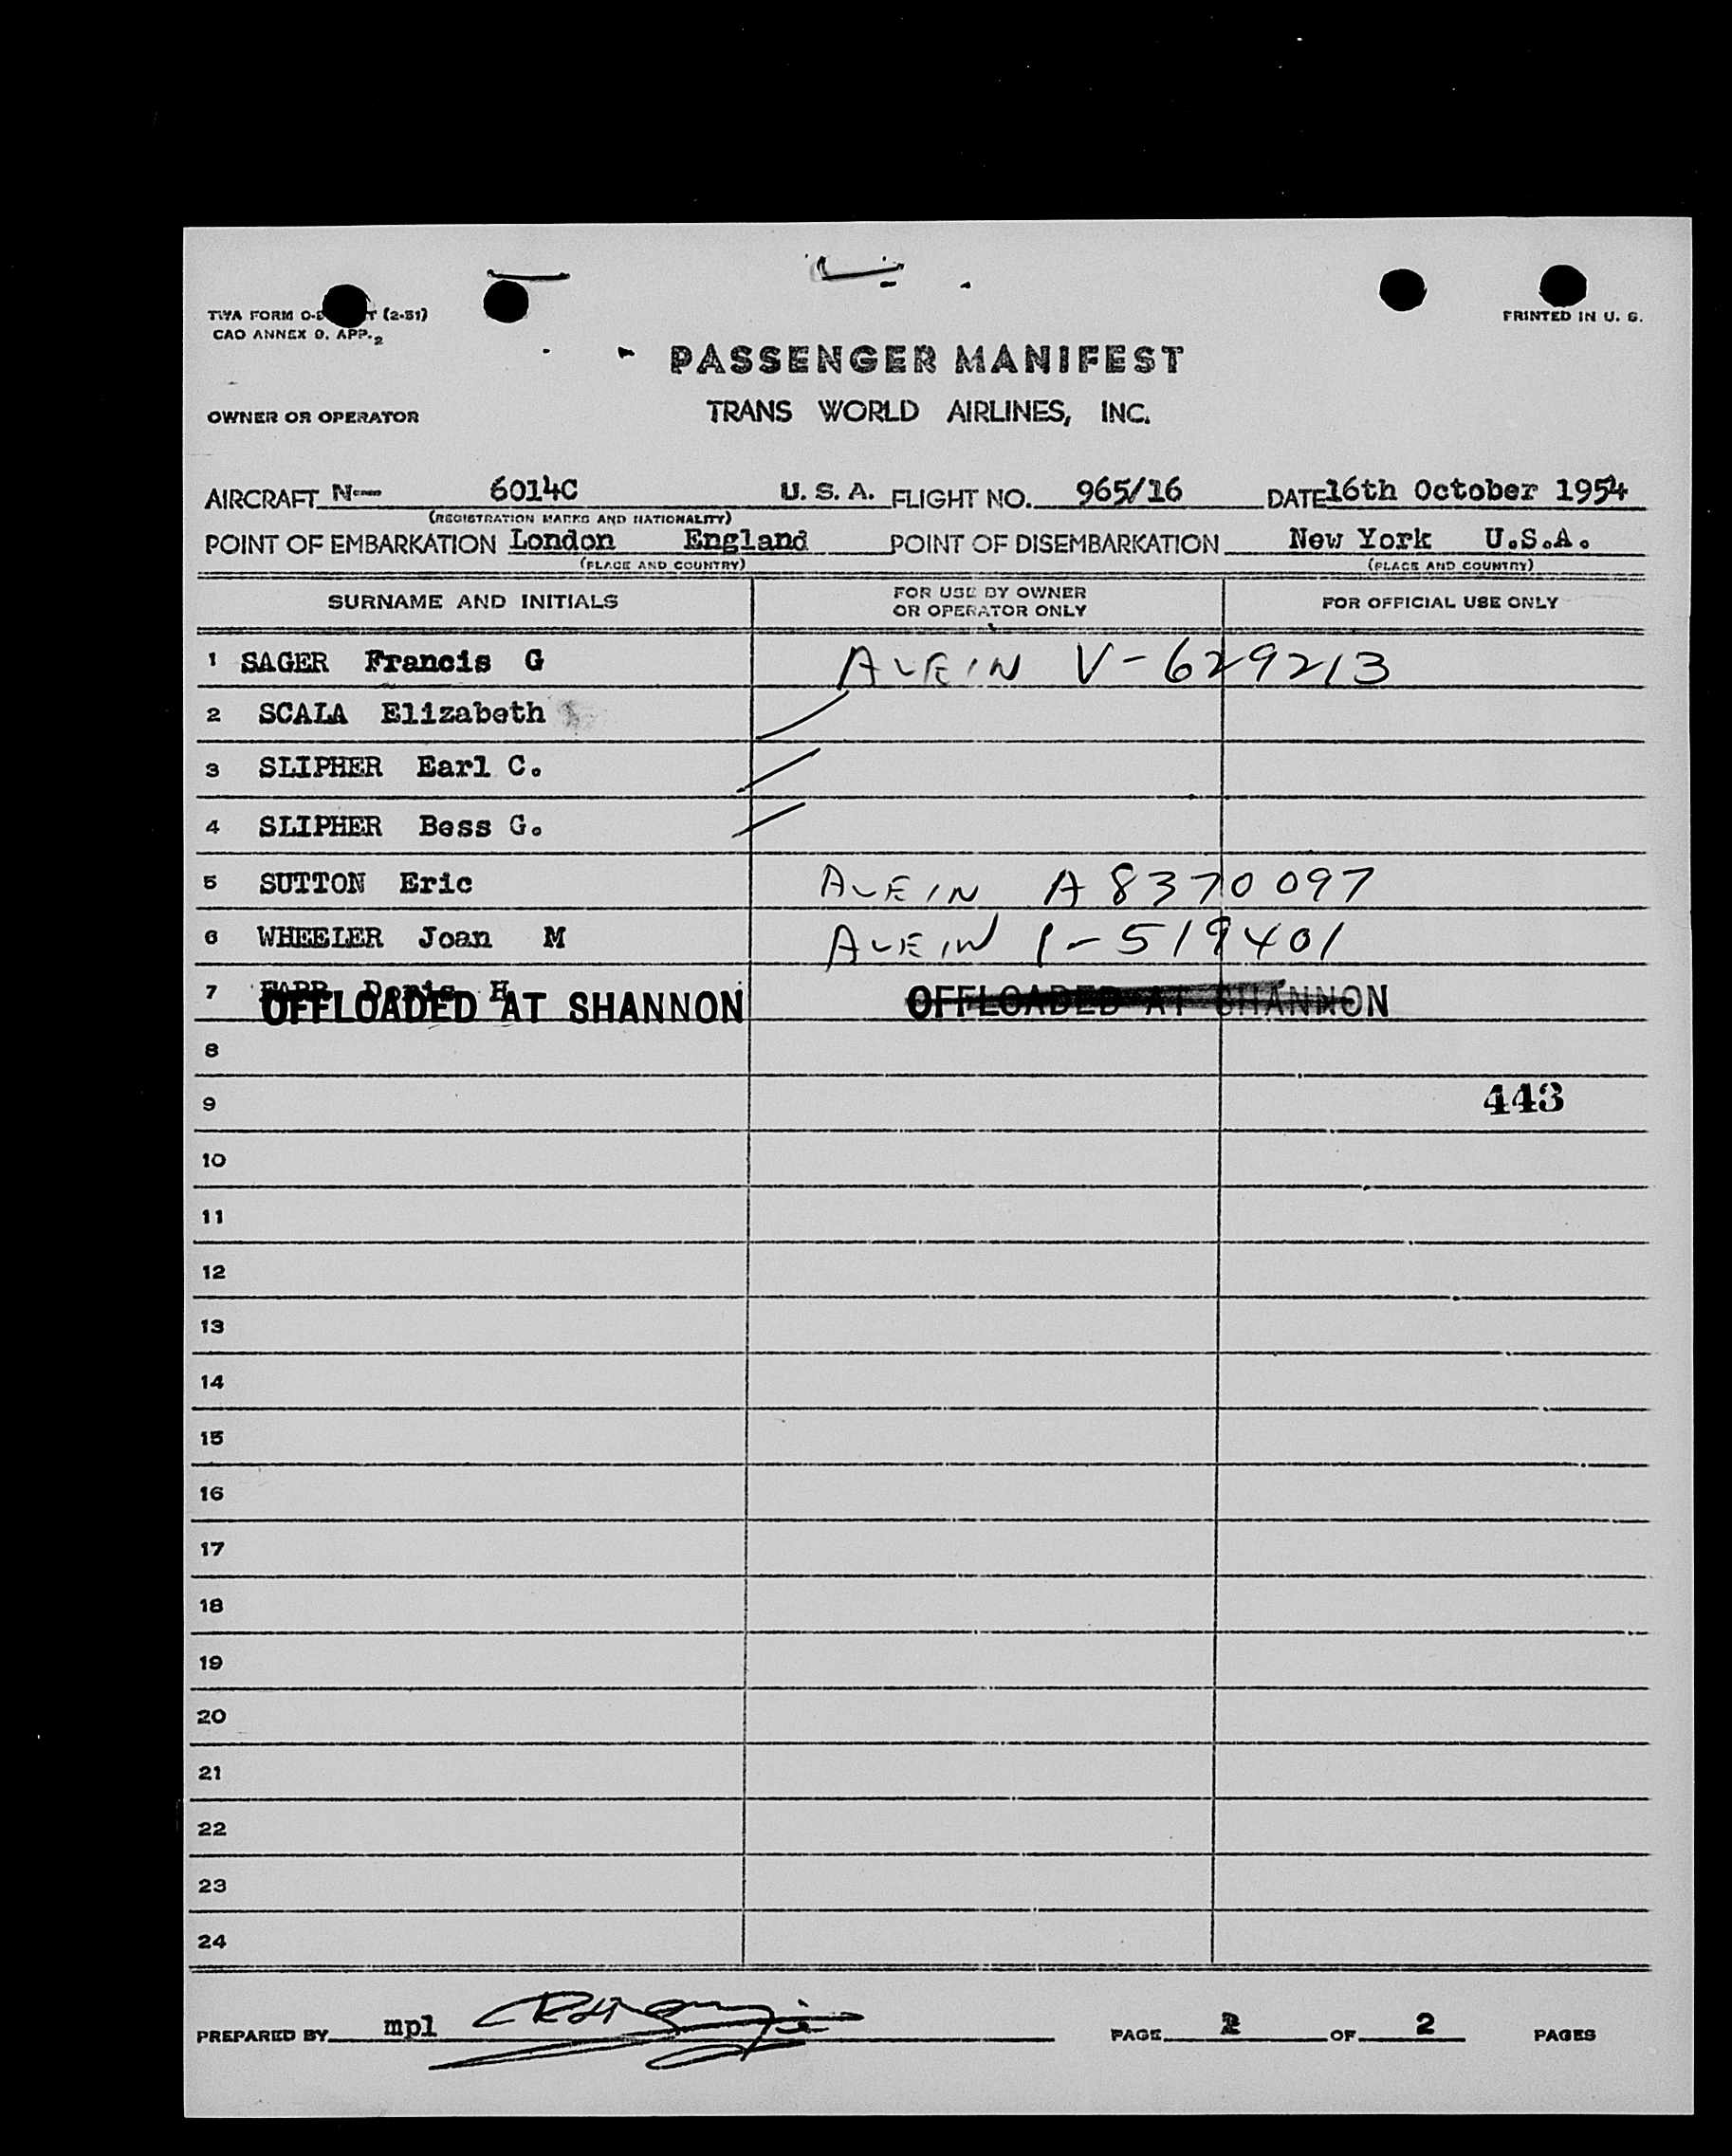 TWA FORM O- T (2-51)
CAO ANNEX 9, APP. 2
PRINTED IN U. S.
PASSENGER MANIFEST
OWNER OR OPERATOR TRANS WORLD AIRLINES, INC.
AIRCRAFT N-- 6014C U. S. A. FLIGHT NO. 965/16 DATE 16th October 1954
(REGISTRATION MARKS AND NATIONALITY)
POINT OF EMBARKATION London England POINT OF DISEMBARKATION New York U.S.A.
(PLACE AND COUNTRY) (PLACE AND COUNTRY)
SURNAME AND INITIALS FOR USE BY OWNER OR OPERATOR ONLY FOR OFFICIAL USE ONLY
1 SAGER Francis G ALEIN V-629213
2 SCALA Elizabeth
3 SLIPHER Earl C.
4 SLIPHER Bess G.
5 SUTTON Eric ALEIN A8370097
6 WHEELER Joan M ALEIN 1-519401
7 OFFLOADED AT SHANNON OFFLOADED AT SHANNON
8
9 443
10
11
12
13
14
15
16
17
18
19
20
21
22
23
24
PREPARED BY mpl PAGE 2 OF 2 PAGES